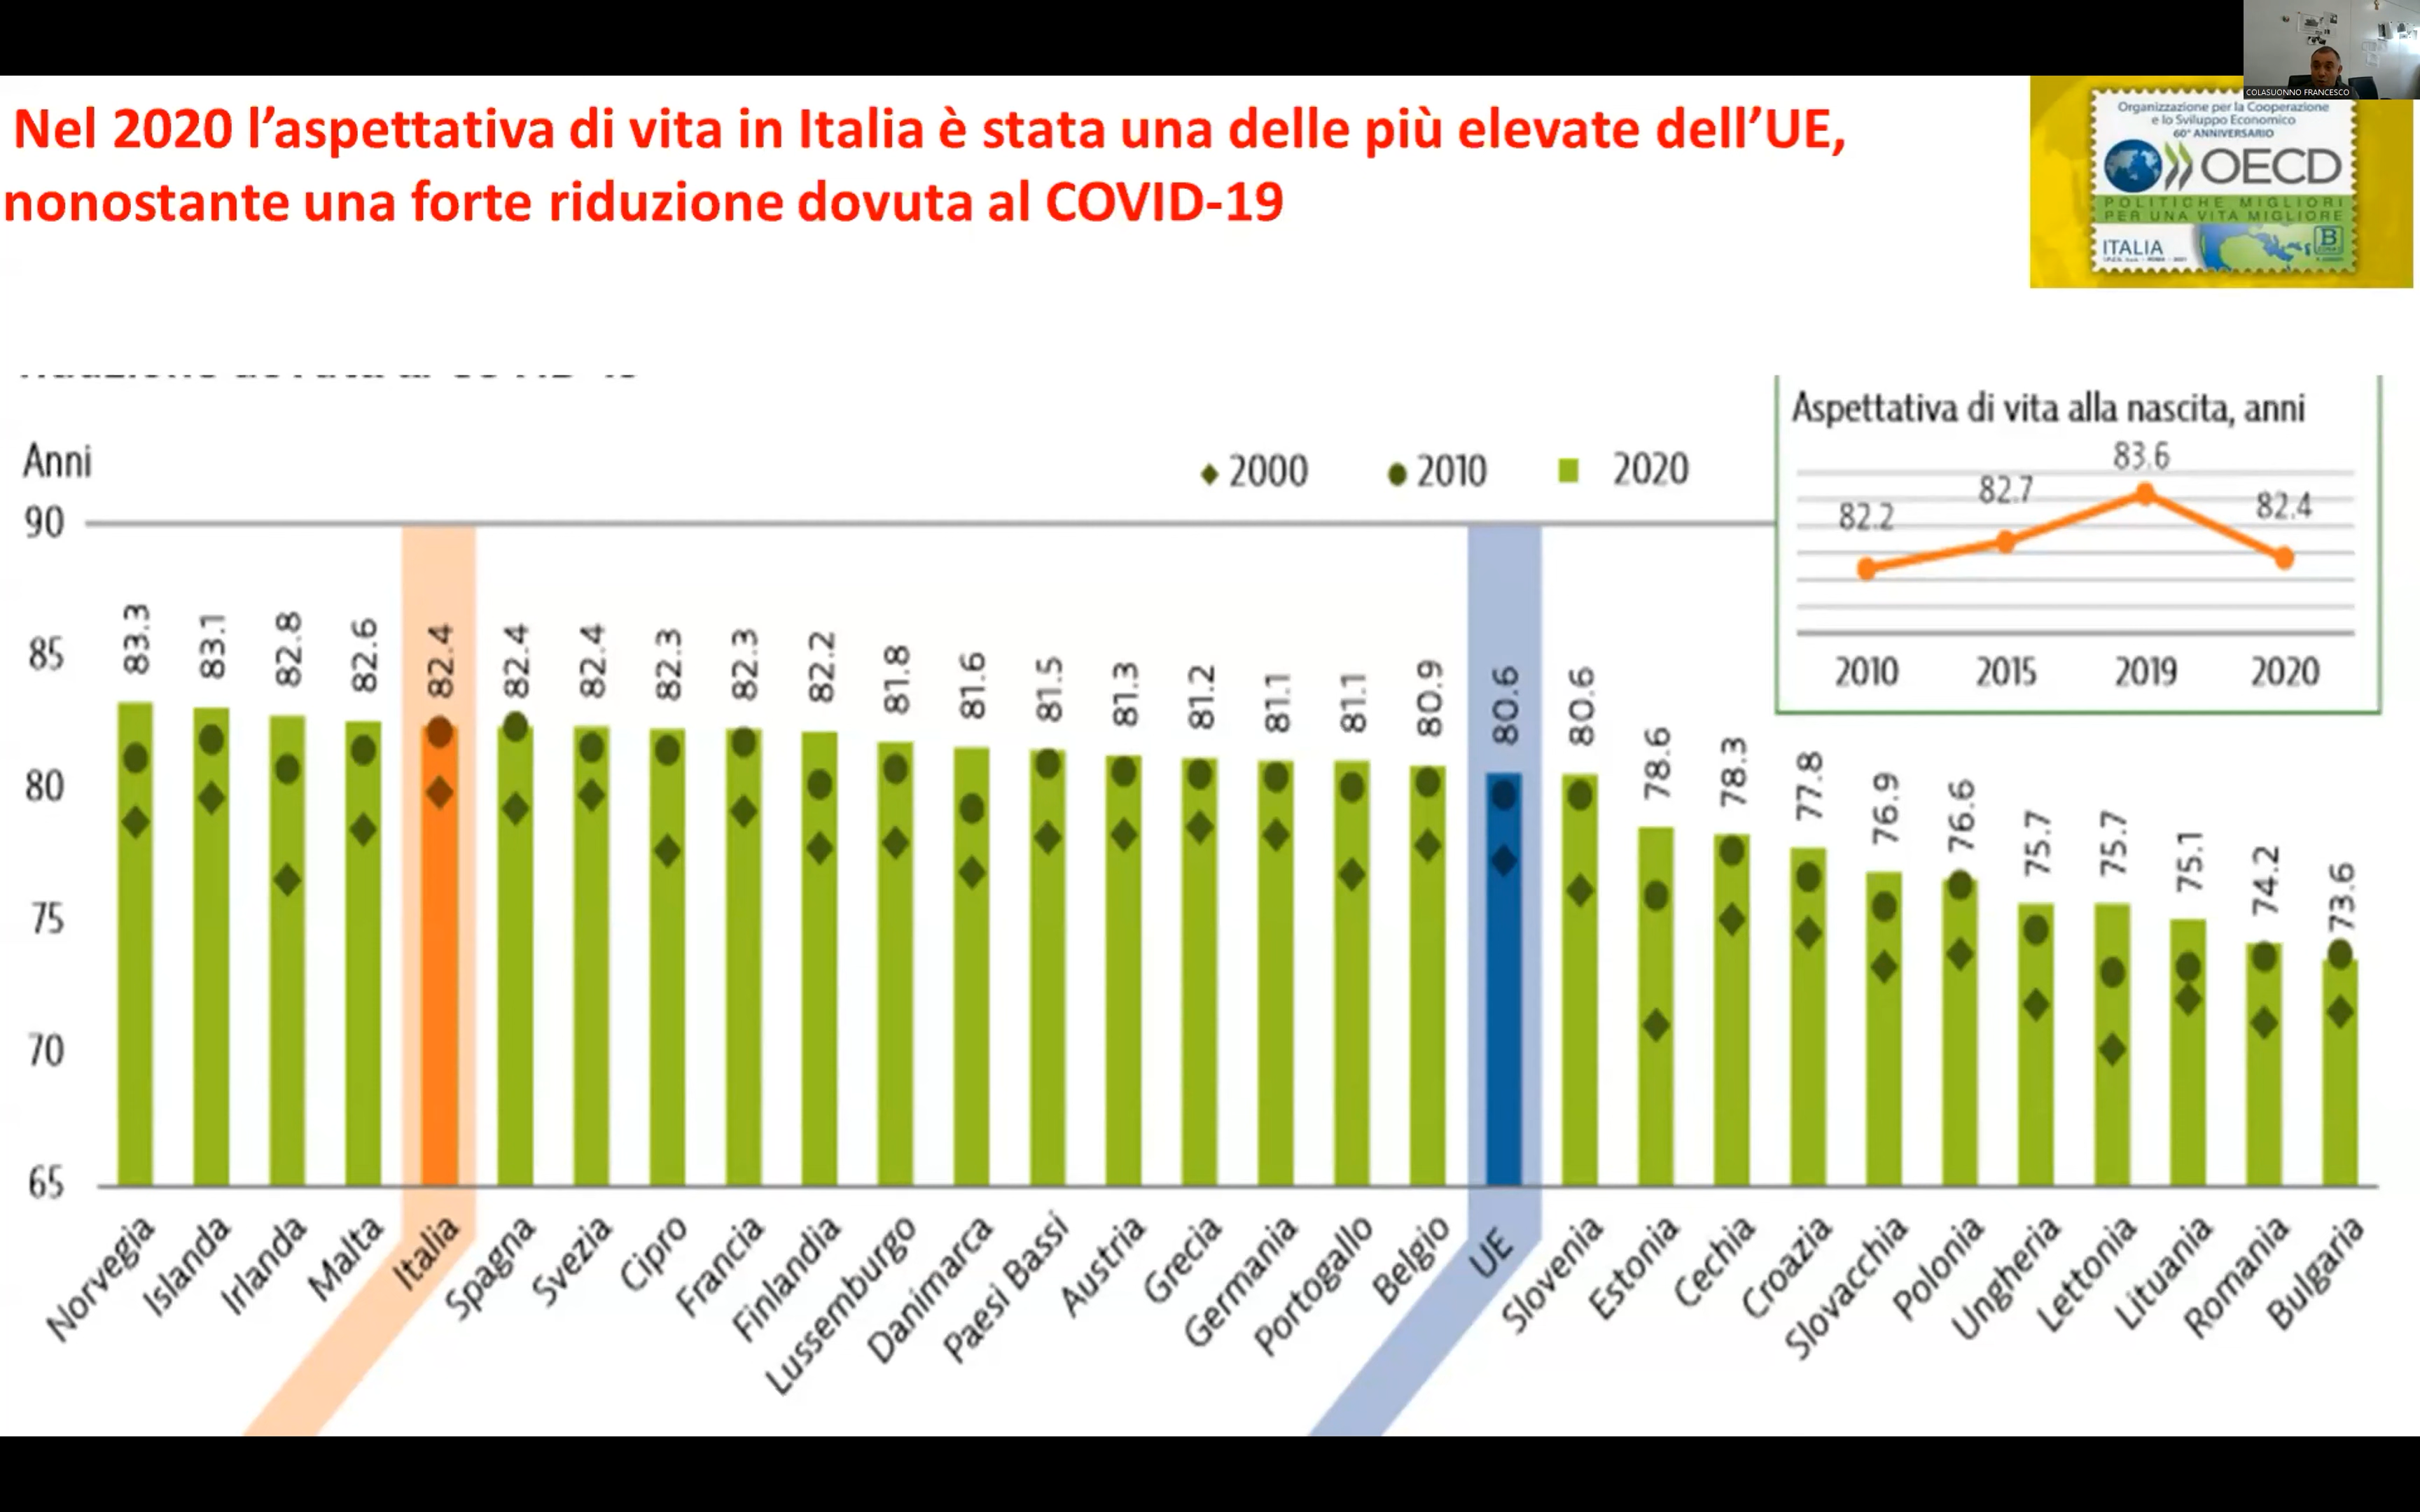 COLASUONNO FRANCESCO
Nel 2020 l’aspettativa di vita in Italia è stata una delle più elevate dell’UE,
nonostante una forte riduzione dovuta al COVID-19
Organizzazione per la Cooperazione
e lo Sviluppo Economico
60° ANNIVERSARIO
OECD
POLITICHE MIGLIORI
PER UNA VITA MIGLIORE
ITALIA
B
Anni
2000 2010 2020
Aspettativa di vita alla nascita, anni
82.2 82.7 83.6 82.4
2010 2015 2019 2020
90
85
80
75
70
65
83.3 83.1 82.8 82.6 82.4 82.4 82.4 82.3 82.3 82.2 81.8 81.6 81.5 81.3 81.2 81.1 81.1 80.9 80.6 80.6 78.6 78.3 77.8 76.9 76.6 75.7 75.7 75.1 74.2 73.6
Norvegia Islanda Irlanda Malta Italia Spagna Svezia Cipro Francia Finlandia Lussemburgo Danimarca Paesi Bassi Austria Grecia Germania Portogallo Belgio UE Slovenia Estonia Cechia Croazia Slovacchia Polonia Ungheria Lettonia Lituania Romania Bulgaria